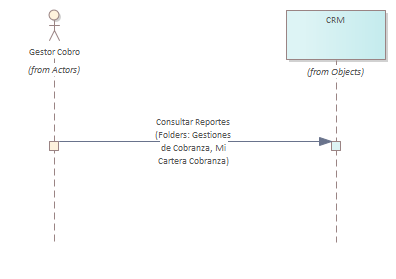 Gestor Cobro
(from Actors)
CRM
(from Objects)
Consultar Reportes
(Folders: Gestiones
de Cobranza, Mi
Cartera Cobranza)